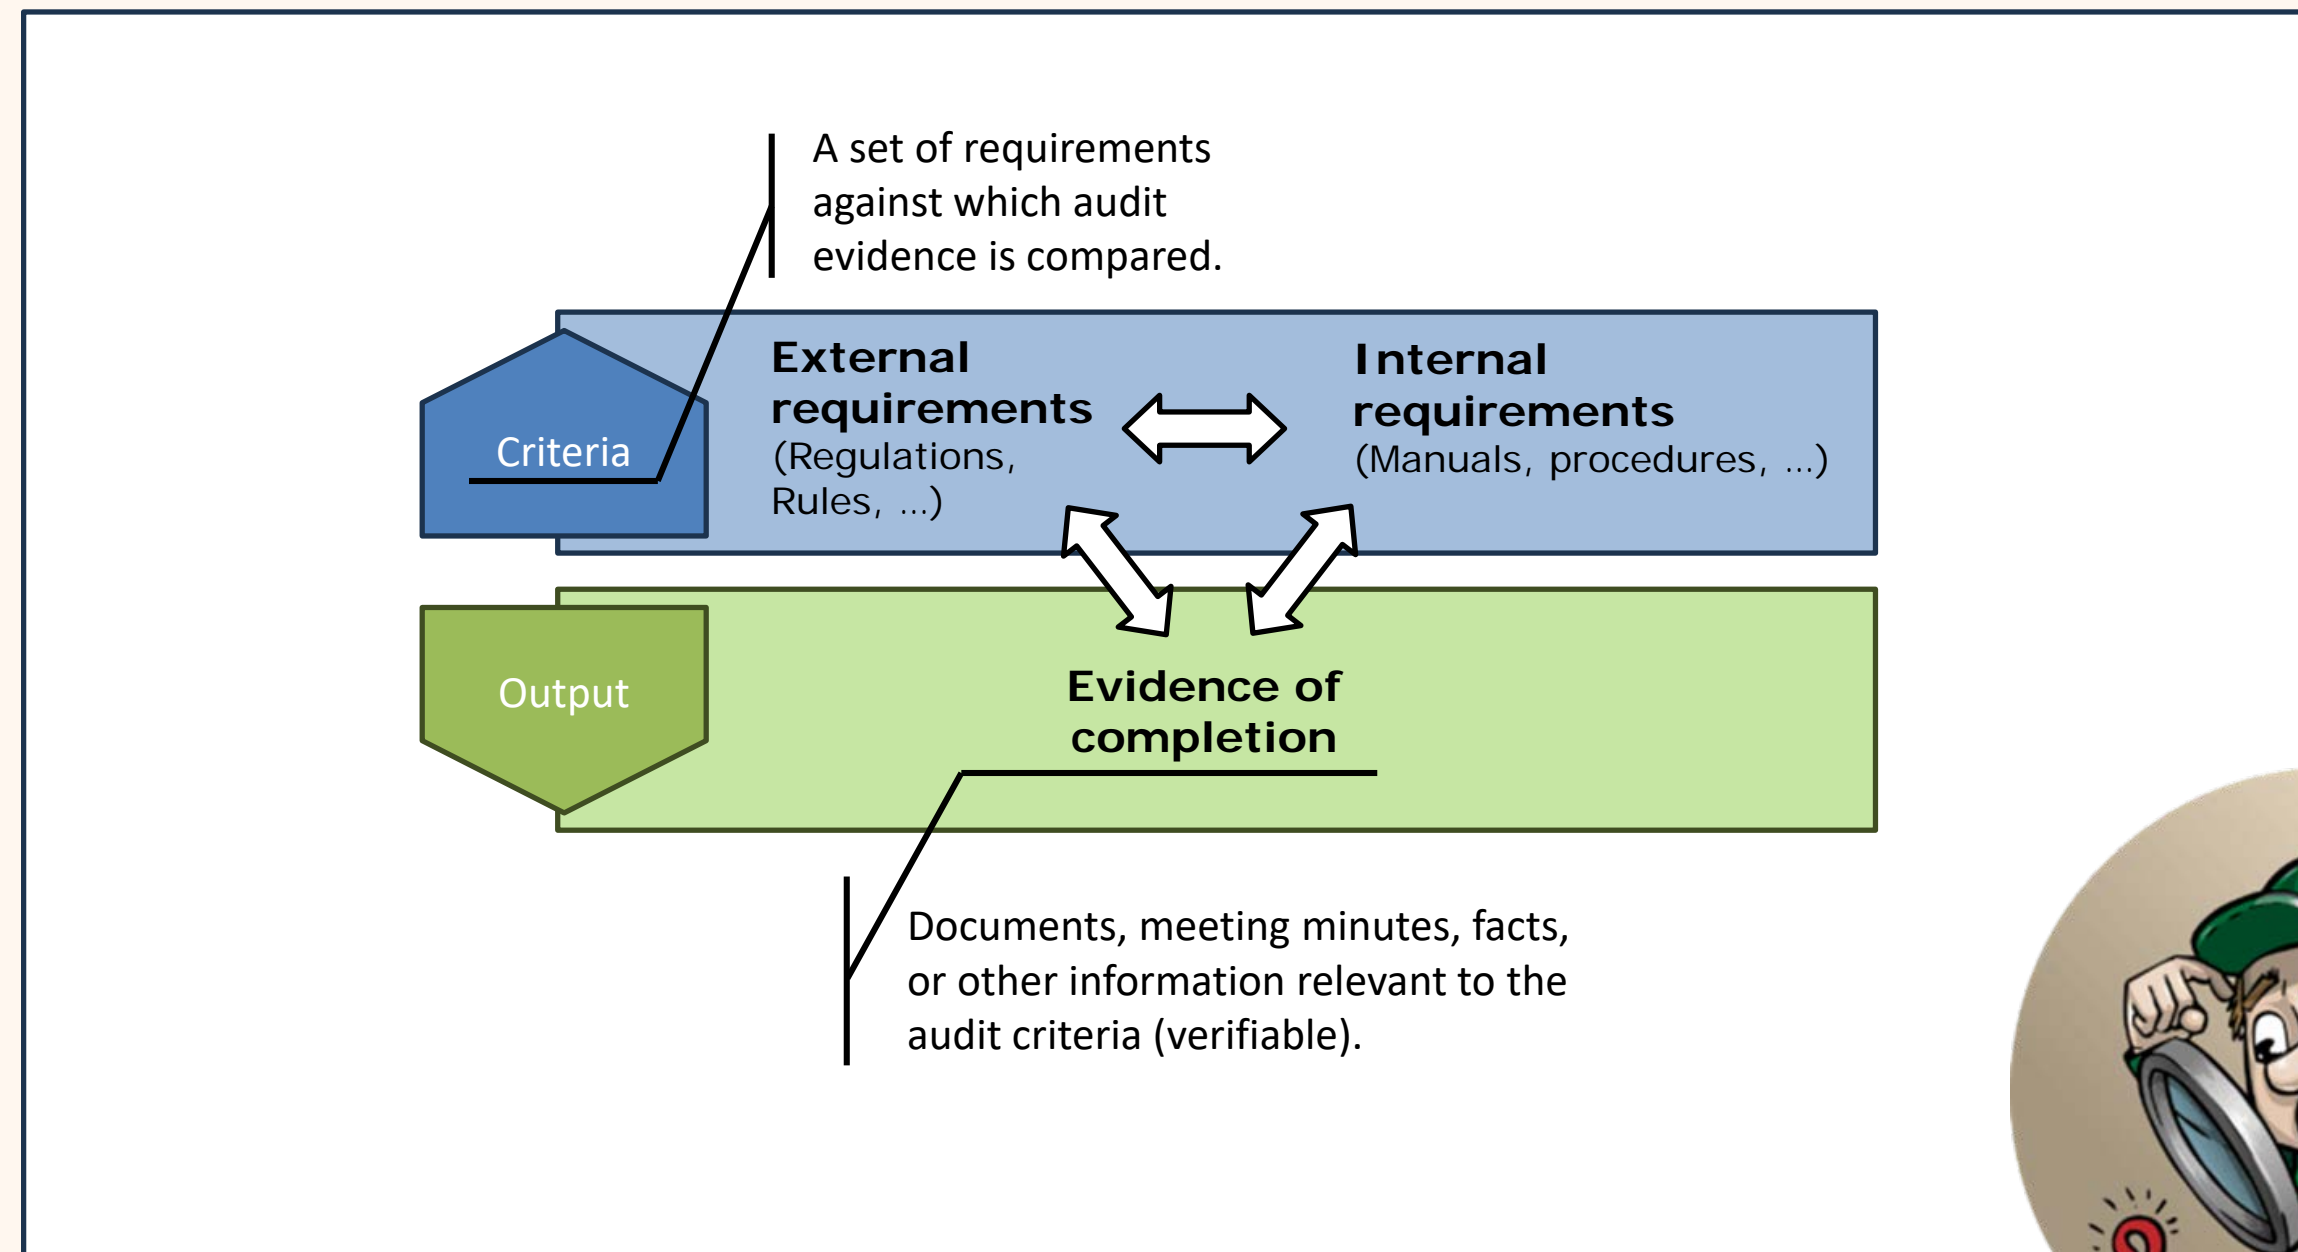 A set of requirements
against which audit
evidence is compared.
External
requirements
(Regulations,
Rules, ...)
Internal
requirements
(Manuals, procedures, ...)
Criteria
Output
Evidence of
completion
Documents, meeting minutes, facts,
or other information relevant to the
audit criteria (verifiable).